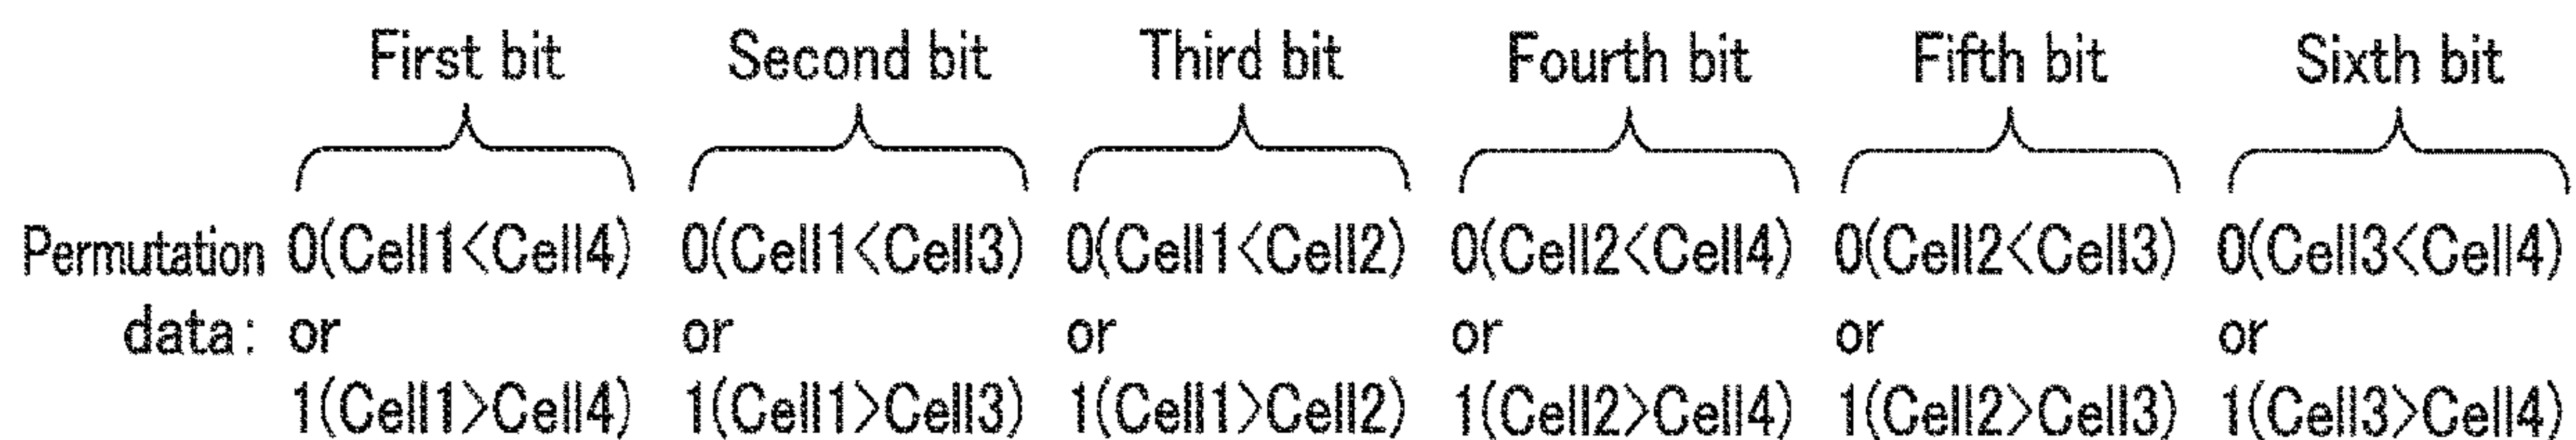 First bit Second bit Third bit Fourth bit Fifth bit Sixth bit
Permutation 0(Cell1<Cell4) 0(Cell1<Cell3) 0(Cell1<Cell2) 0(Cell2<Cell4) 0(Cell2<Cell3) 0(Cell3<Cell4)
data: or or or or or or
1(Cell1>Cell4) 1(Cell1>Cell3) 1(Cell1>Cell2) 1(Cell2>Cell4) 1(Cell2>Cell3) 1(Cell3>Cell4)